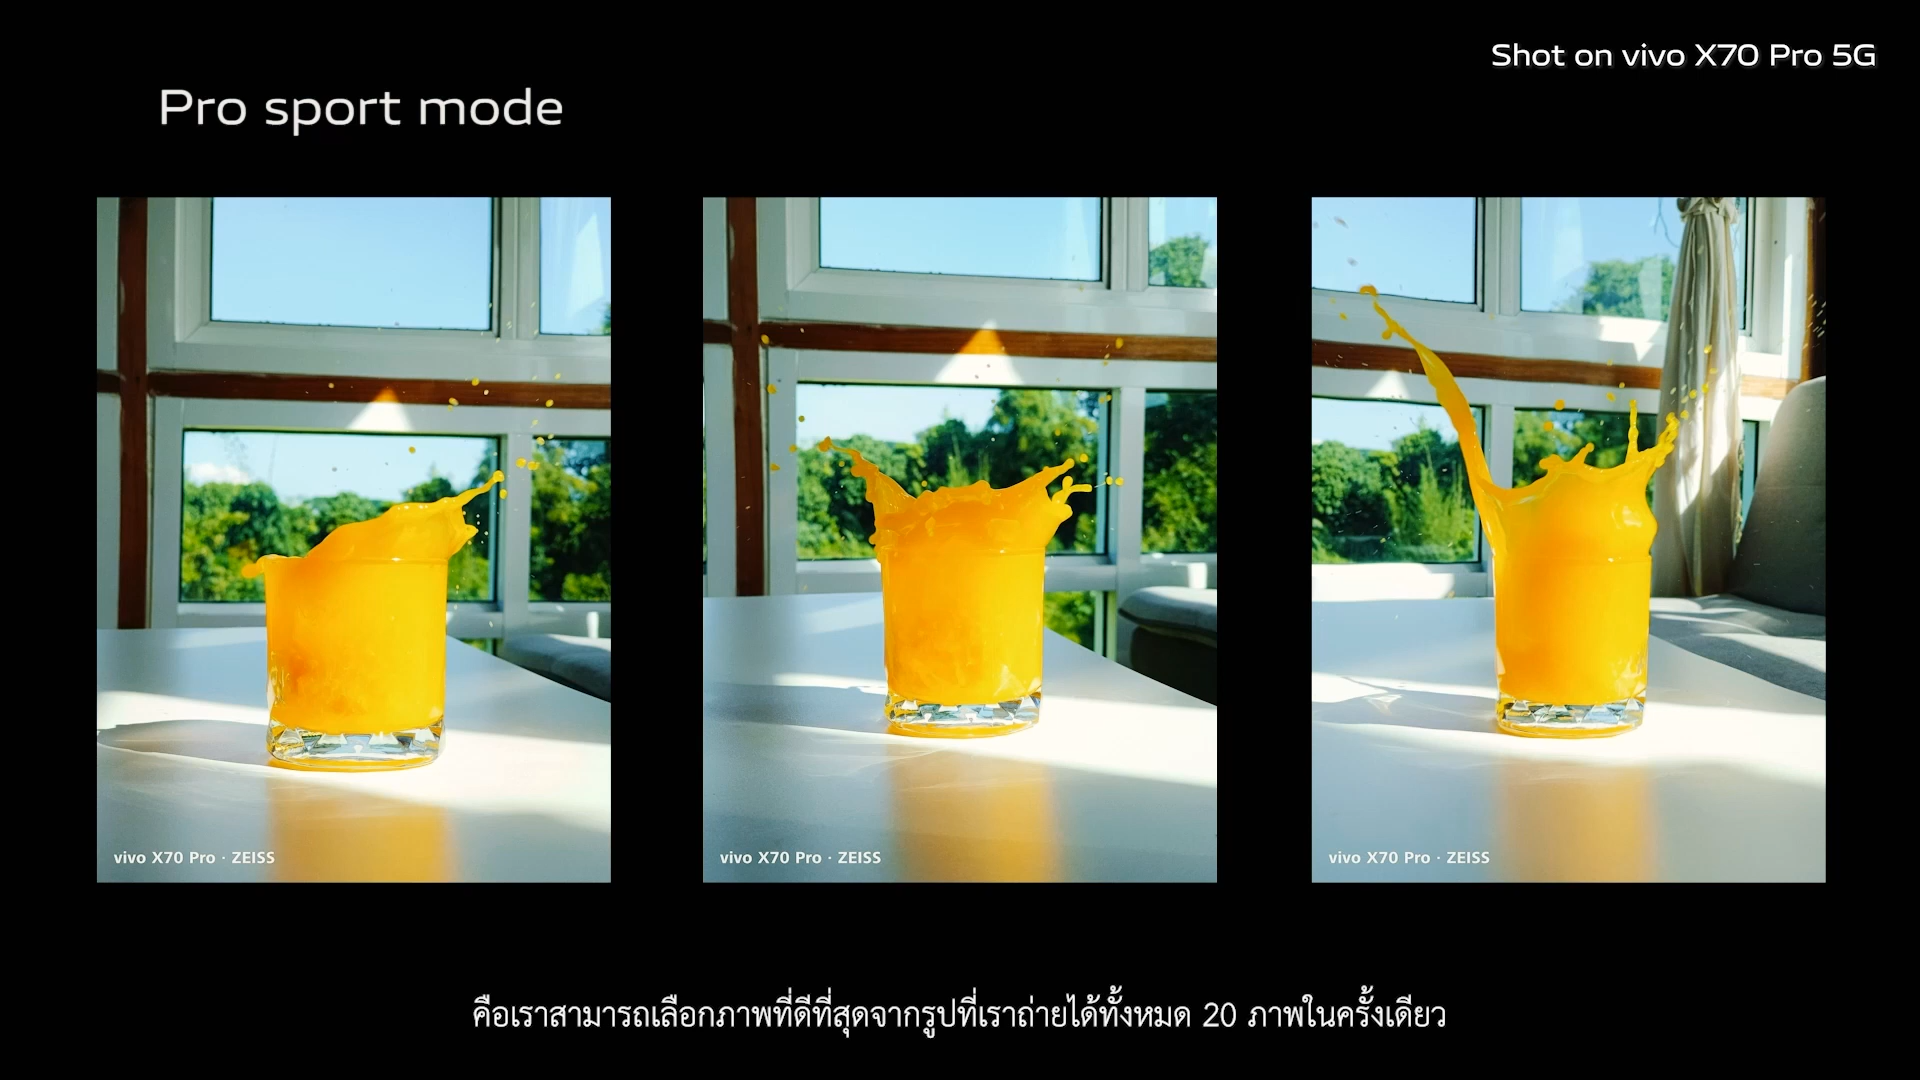 Shot on vivo X70 Pro 5G
Pro sport mode
vivo X70 Pro · ZEISS
vivo X70 Pro · ZEISS
vivo X70 Pro · ZEISS
คือเราสามารถเลือกภาพที่ดีที่สุดจากรูปที่เราถ่ายได้ทั้งหมด 20 ภาพในครั้งเดียว